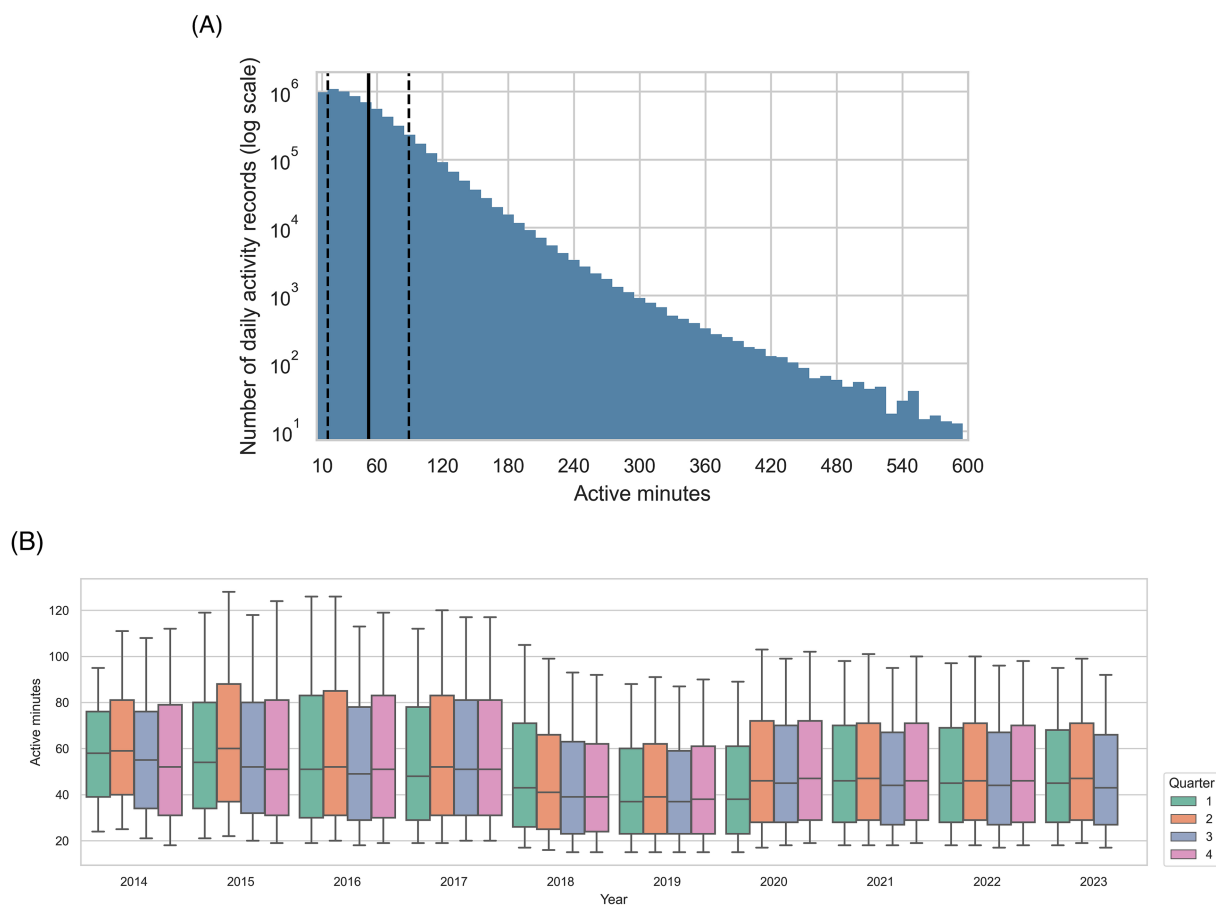 (A)
Number of daily activity records (log scale)
10^6
10^5
10^4
10^3
10^2
10^1
10 60 120 180 240 300 360 420 480 540 600
Active minutes
(B)
Active minutes
120
100
80
60
40
20
2014 2015 2016 2017 2018 2019 2020 2021 2022 2023
Year
Quarter
1
2
3
4